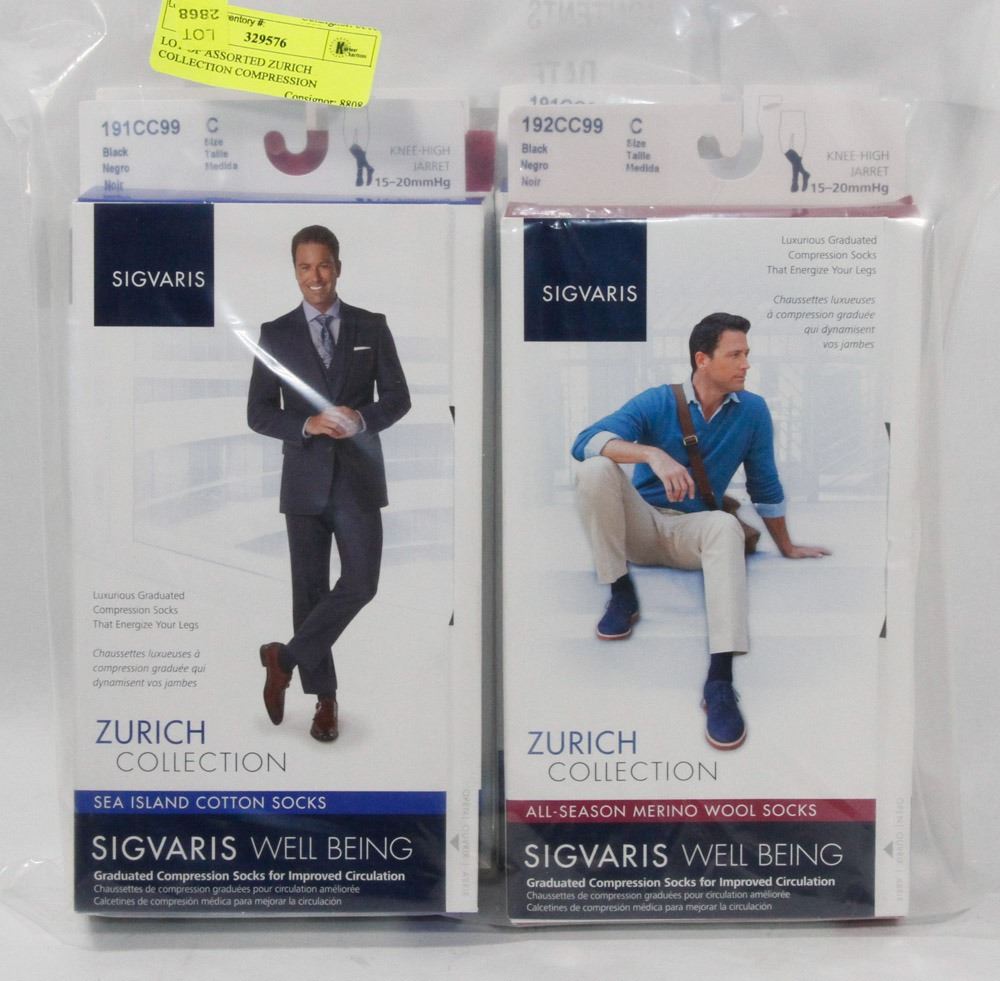 2868
LOT
Inventory #:
329576
ASSORTED ZURICH
COLLECTION COMPRESSION
Consignor: 8808
191CC99
C
Black
Negro
Noir
Size
Taille
Medida
KNEE-HIGH
JARRET
15–20mmHg
SIGVARIS
Luxurious Graduated
Compression Socks
That Energize Your Legs
Chaussettes luxueuses à
compression graduée qui
dynamisent vos jambes
ZURICH
COLLECTION
SEA ISLAND COTTON SOCKS
SIGVARIS WELL BEING
Graduated Compression Socks for Improved Circulation
Chaussettes de compression graduées pour circulation améliorée
Calcetines de compresión médica para mejorar la circulación
192CC99
C
Black
Negro
Noir
Size
Taille
Medida
KNEE-HIGH
JARRET
15–20mmHg
SIGVARIS
Luxurious Graduated
Compression Socks
That Energize Your Legs
Chaussettes luxueuses
à compression graduée
qui dynamisent
vos jambes
ZURICH
COLLECTION
ALL-SEASON MERINO WOOL SOCKS
SIGVARIS WELL BEING
Graduated Compression Socks for Improved Circulation
Chaussettes de compression graduées pour circulation améliorée
Calcetines de compresión médica para mejorar la circulación